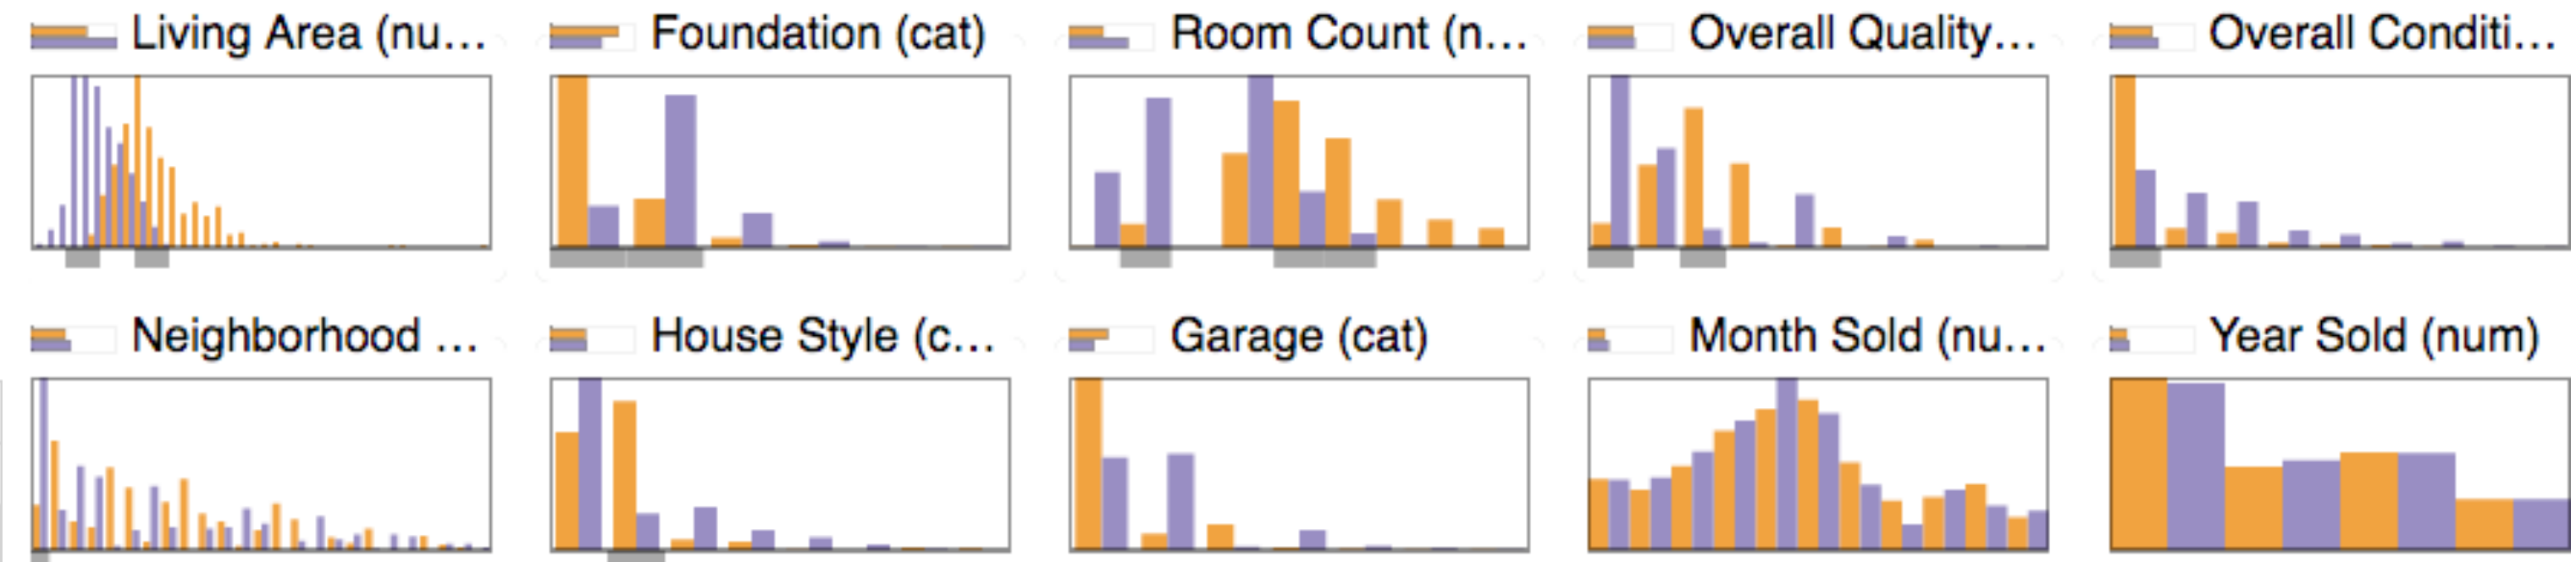 Living Area (nu...
Foundation (cat)
Room Count (n...
Overall Quality...
Overall Conditi...
Neighborhood ...
House Style (c...
Garage (cat)
Month Sold (nu...
Year Sold (num)